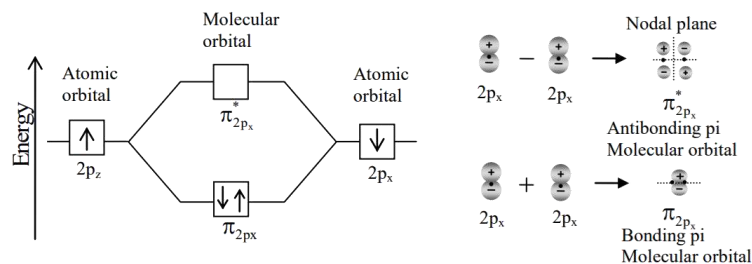 Energy
Molecular
orbital
Atomic
orbital
Atomic
orbital
π*2px
2pz
2px
π2px
Nodal plane
+ − + + −
− − − +
2px 2px π*2px
Antibonding pi
Molecular orbital
+ + + +
− − −
2px 2px π2px
Bonding pi
Molecular orbital